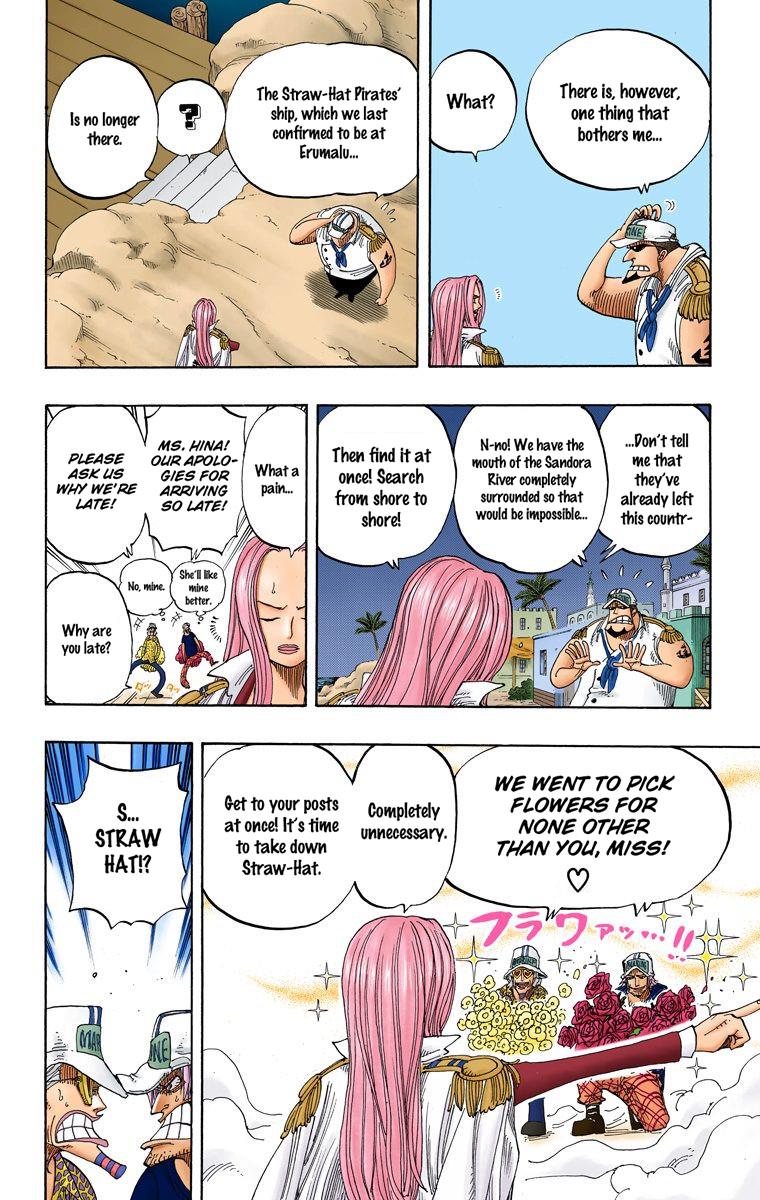 There is, however,
one thing that
bothers me...
What?
The Straw-Hat Pirates'
ship, which we last
confirmed to be at
Erumalu...
?
Is no longer
there.
MARINE
...Don't tell
me that
they've
already left
this countr-
N-no! We have the
mouth of the Sandora
River completely
surrounded so that
would be impossible...
Then find it at
once! Search
from shore to
shore!
What a
pain...
MS. HINA!
OUR APOLO-
GIES FOR
ARRIVING
SO LATE!
PLEASE
ASK US
WHY WE'RE
LATE!
She'll like
mine
better.
No, mine.
Why are
you late?
WE WENT TO PICK
FLOWERS FOR
NONE OTHER
THAN YOU, MISS!
♡
Completely
unnecessary.
Get to your posts
at once! It's time
to take down
Straw-Hat.
フラワァッ…!!
MARINE
S...
STRAW
HAT!?
MARI
INE